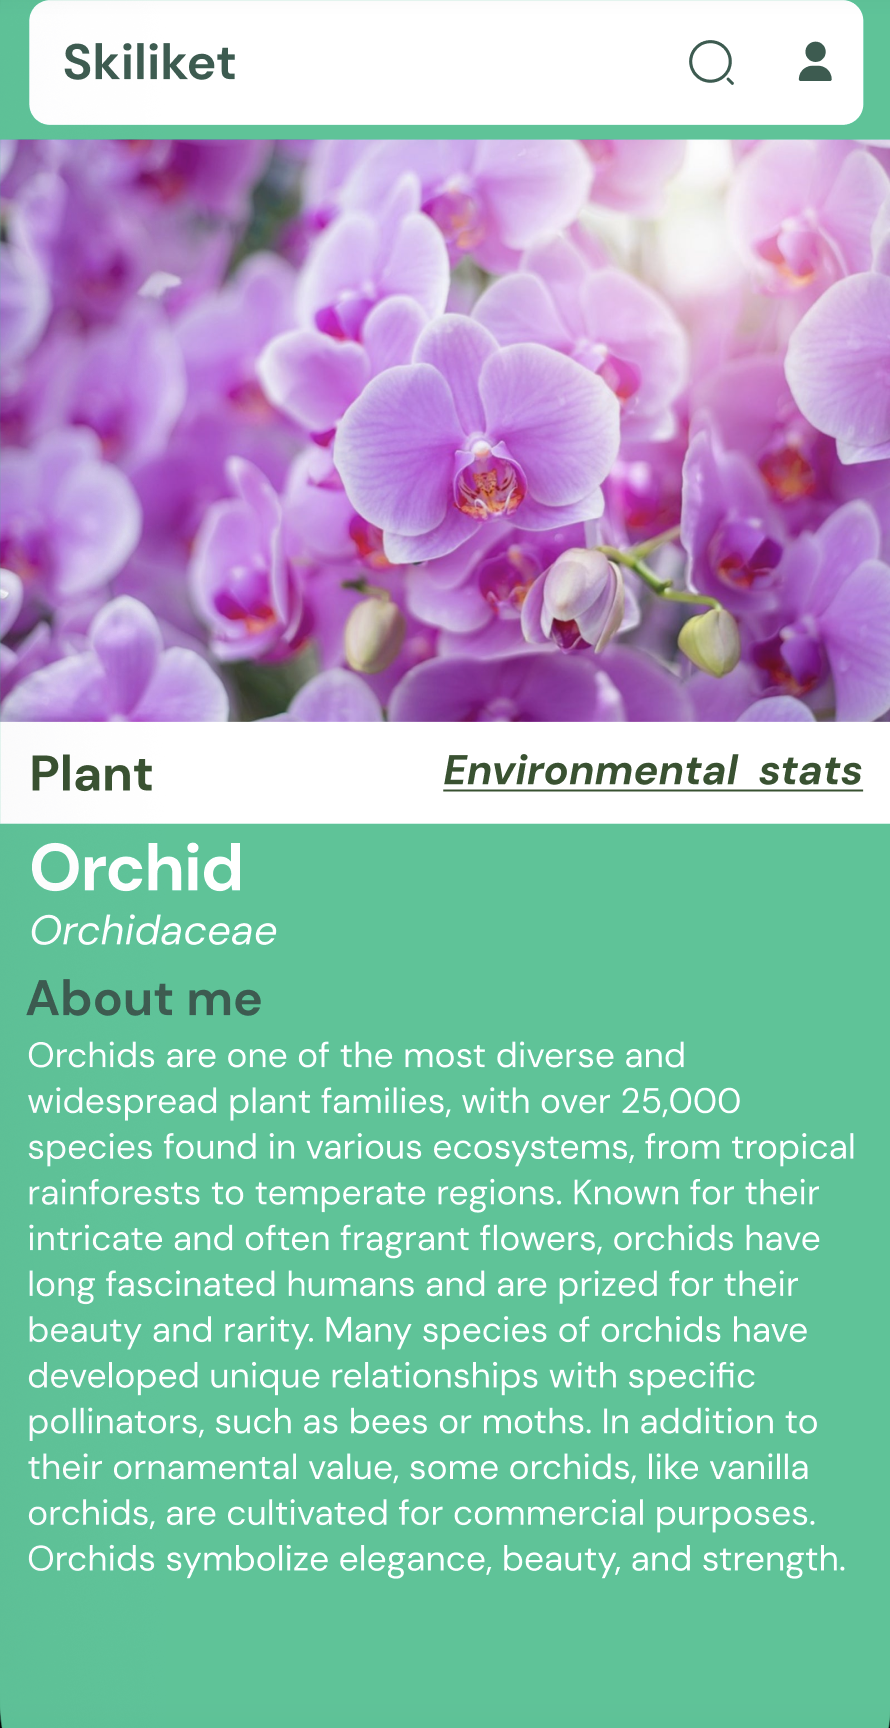 Skiliket
Plant
Environmental stats
Orchid
Orchidaceae
About me
Orchids are one of the most diverse and
widespread plant families, with over 25,000
species found in various ecosystems, from tropical
rainforests to temperate regions. Known for their
intricate and often fragrant flowers, orchids have
long fascinated humans and are prized for their
beauty and rarity. Many species of orchids have
developed unique relationships with specific
pollinators, such as bees or moths. In addition to
their ornamental value, some orchids, like vanilla
orchids, are cultivated for commercial purposes.
Orchids symbolize elegance, beauty, and strength.